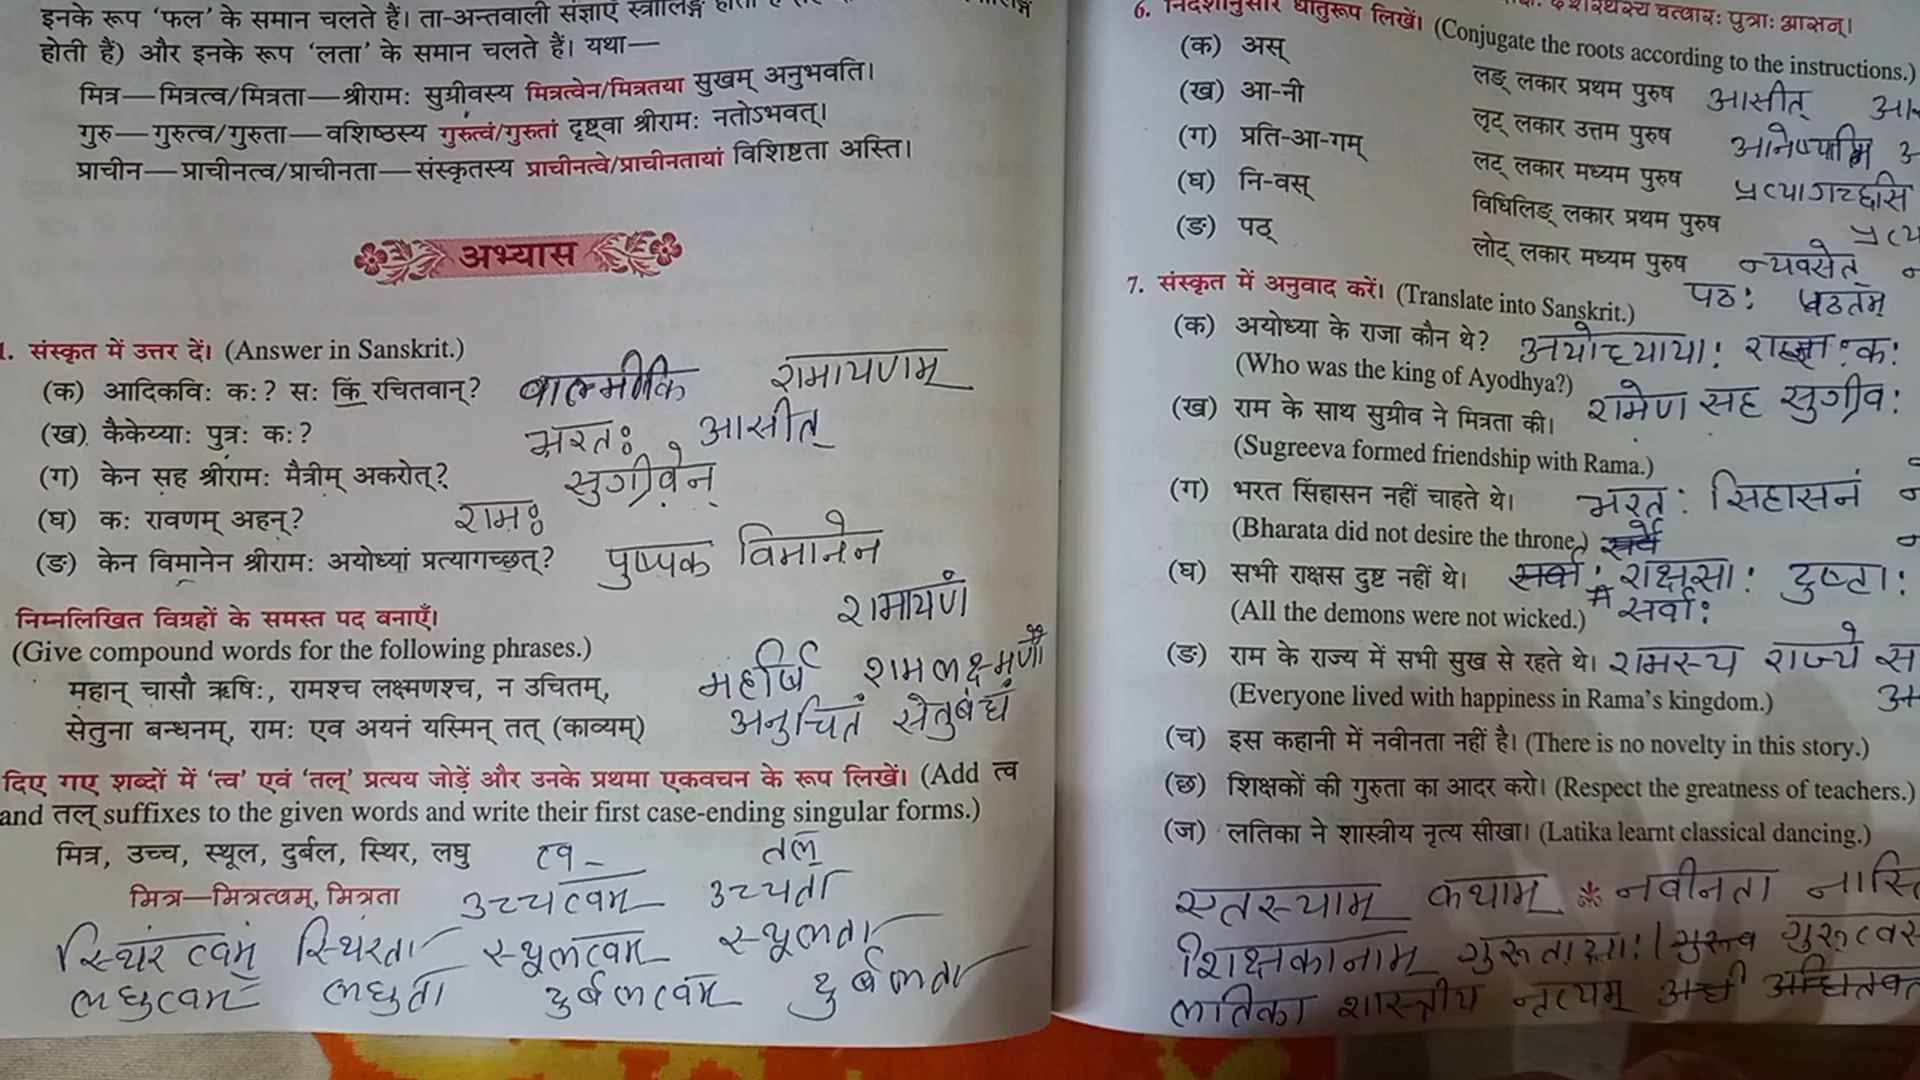 इनके रूप 'फल' के समान चलते हैं। ता-अन्तवाली संज्ञाएँ स्त्रीलिङ्ग
होती हैं) और इनके रूप 'लता' के समान चलते हैं। यथा—
मित्र—मित्रत्व/मित्रता—श्रीरामः सुग्रीवस्य मित्रत्वेन/मित्रतया सुखम् अनुभवति।
गुरु—गुरुत्व/गुरुता—वशिष्ठस्य गुरुत्वं/गुरुतां दृष्ट्वा श्रीरामः नतोऽभवत्।
प्राचीन—प्राचीनत्व/प्राचीनता—संस्कृतस्य प्राचीनत्वे/प्राचीनतायां विशिष्टता अस्ति।
अभ्यास
1. संस्कृत में उत्तर दें। (Answer in Sanskrit.)
(क) आदिकविः कः? सः किं रचितवान्? वाल्मीकि रामायणम्
(ख) कैकेय्याः पुत्रः कः? भरतः आसीत्
(ग) केन सह श्रीरामः मैत्रीम् अकरोत्? सुग्रीवेन्
(घ) कः रावणम् अहन्? रामः
(ङ) केन विमानेन श्रीरामः अयोध्यां प्रत्यागच्छत्? पुष्पक विमानेन
रामायणं
निम्नलिखित विग्रहों के समस्त पद बनाएँ।
(Give compound words for the following phrases.)
महान् चासौ ऋषिः, रामश्च लक्ष्मणश्च, न उचितम्, महर्षि रामलक्ष्मणौ
सेतुना बन्धनम्, रामः एव अयनं यस्मिन् तत् (काव्यम्) अनुचितं सेतुबंधं
दिए गए शब्दों में 'त्व' एवं 'तल्' प्रत्यय जोड़ें और उनके प्रथमा एकवचन के रूप लिखें। (Add त्व
and तल् suffixes to the given words and write their first case-ending singular forms.)
मित्र, उच्च, स्थूल, दुर्बल, स्थिर, लघु त्व – तल्
मित्र—मित्रत्वम्, मित्रता उच्चत्वम् उच्चता
स्थिरत्वम् स्थिरता स्थूलत्वम् स्थूलता
लघुत्वम् लघुता दुर्बलत्वम् दुर्बलता
दशरथस्य चत्वारः पुत्राः आसन्।
6. निर्देशानुसार धातुरूप लिखें। (Conjugate the roots according to the instructions.)
(क) अस् लङ् लकार प्रथम पुरुष आसीत्
(ख) आ-नी लृट् लकार उत्तम पुरुष आनेष्यामि
(ग) प्रति-आ-गम् लट् लकार मध्यम पुरुष प्रत्यागच्छसि
(घ) नि-वस् विधिलिङ् लकार प्रथम पुरुष न्यवसेत्
(ङ) पठ् लोट् लकार मध्यम पुरुष पठः पठतम्
7. संस्कृत में अनुवाद करें। (Translate into Sanskrit.)
(क) अयोध्या के राजा कौन थे? अयोध्यायाः कः
(Who was the king of Ayodhya?)
(ख) राम के साथ सुग्रीव ने मित्रता की। रामेण सह सुग्रीवः
(Sugreeva formed friendship with Rama.)
(ग) भरत सिंहासन नहीं चाहते थे। भरतः सिंहासनं
(Bharata did not desire the throne.)
(घ) सभी राक्षस दुष्ट नहीं थे। राक्षसाः दुष्टाः
(All the demons were not wicked.) सर्वाः
(ङ) राम के राज्य में सभी सुख से रहते थे। रामस्य राज्ये
(Everyone lived with happiness in Rama's kingdom.)
(च) इस कहानी में नवीनता नहीं है। (There is no novelty in this story.)
(छ) शिक्षकों की गुरुता का आदर करो। (Respect the greatness of teachers.)
(ज) लतिका ने शास्त्रीय नृत्य सीखा। (Latika learnt classical dancing.)
एतस्याम् कथाम् नवीनता
शिक्षकानाम्
लतिका शास्त्रीय नृत्यम्